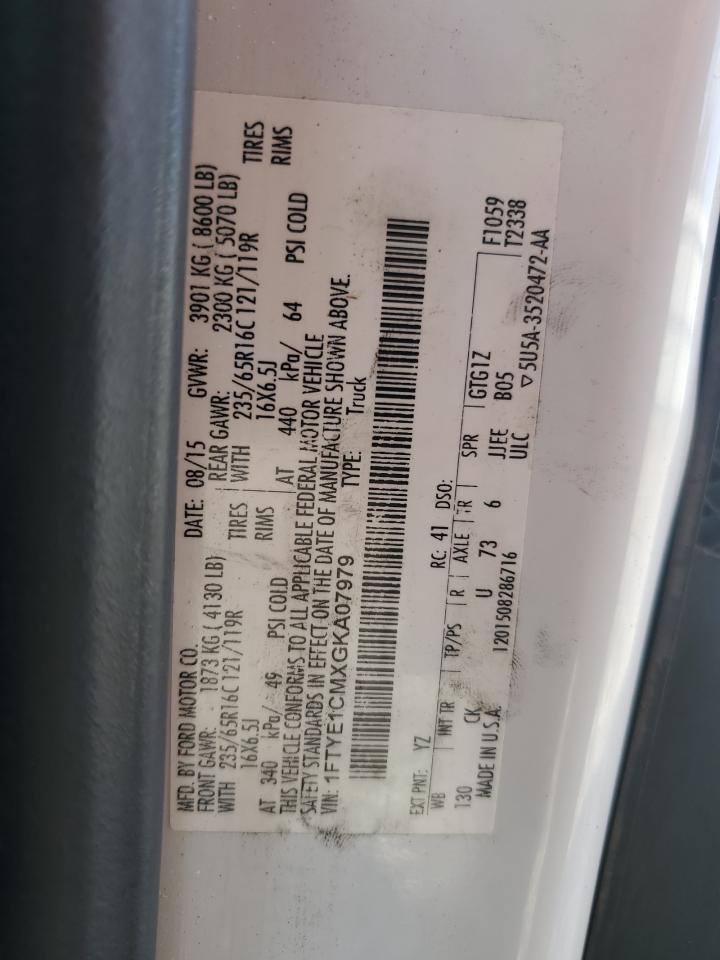 MFD. BY FORD MOTOR CO. DATE: 08/15 GVWR: 3901 KG ( 8600 LB)
FRONT GAWR: 1873 KG ( 4130 LB) REAR GAWR: 2300 KG ( 5070 LB)
WITH 235/65R16C 121/119R TIRES WITH 235/65R16C 121/119R TIRES
16X6.5J RIMS 16X6.5J RIMS
AT 340 kPa/ 49 PSI COLD AT 440 kPa/ 64 PSI COLD
THIS VEHICLE CONFORMS TO ALL APPLICABLE FEDERAL MOTOR VEHICLE
SAFETY STANDARDS IN EFFECT ON THE DATE OF MANUFACTURE SHOWN ABOVE.
VIN: 1FTYE1CMXGKA07979 TYPE: Truck
EXT PNT: YZ RC: 41 DSO:
WB INT TR TP/PS R AXLE TR SPR F1059
130 CK U 73 6 JJEE GTG1Z T2338
MADE IN U.S.A. ULC B05
1201508286716 ▽5U5A-3520472-AA